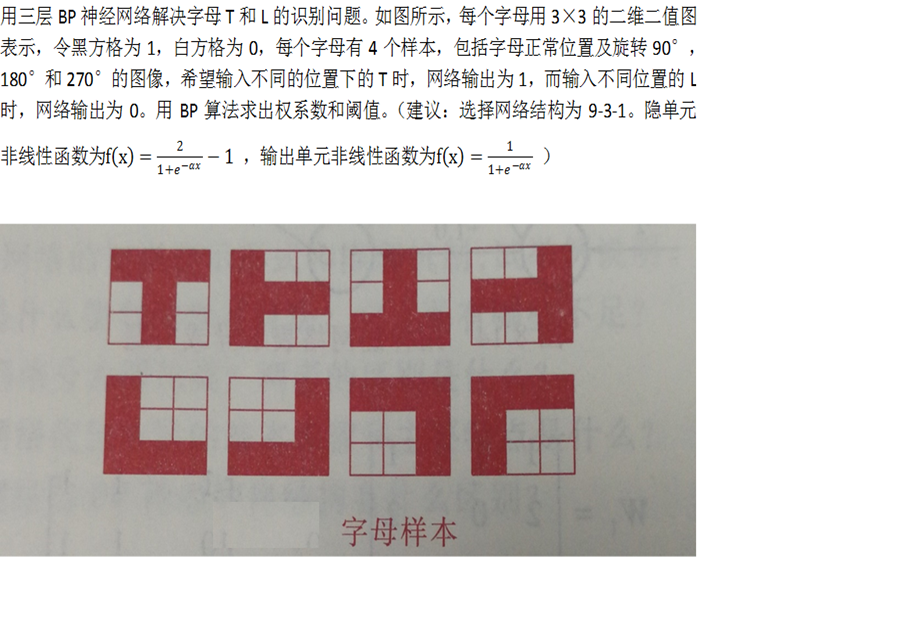 用三层 BP 神经网络解决字母 T 和 L 的识别问题。如图所示，每个字母用 3×3 的二维二值图
表示，令黑方格为 1，白方格为 0，每个字母有 4 个样本，包括字母正常位置及旋转 90°，
180°和 270°的图像，希望输入不同的位置下的 T 时，网络输出为 1，而输入不同位置的 L
时，网络输出为 0。用 BP 算法求出权系数和阈值。（建议：选择网络结构为 9-3-1。隐单元
非线性函数为f(x) = 2/(1+e^{-αx}) − 1 ，输出单元非线性函数为f(x) = 1/(1+e^{-αx}) ）
字母样本